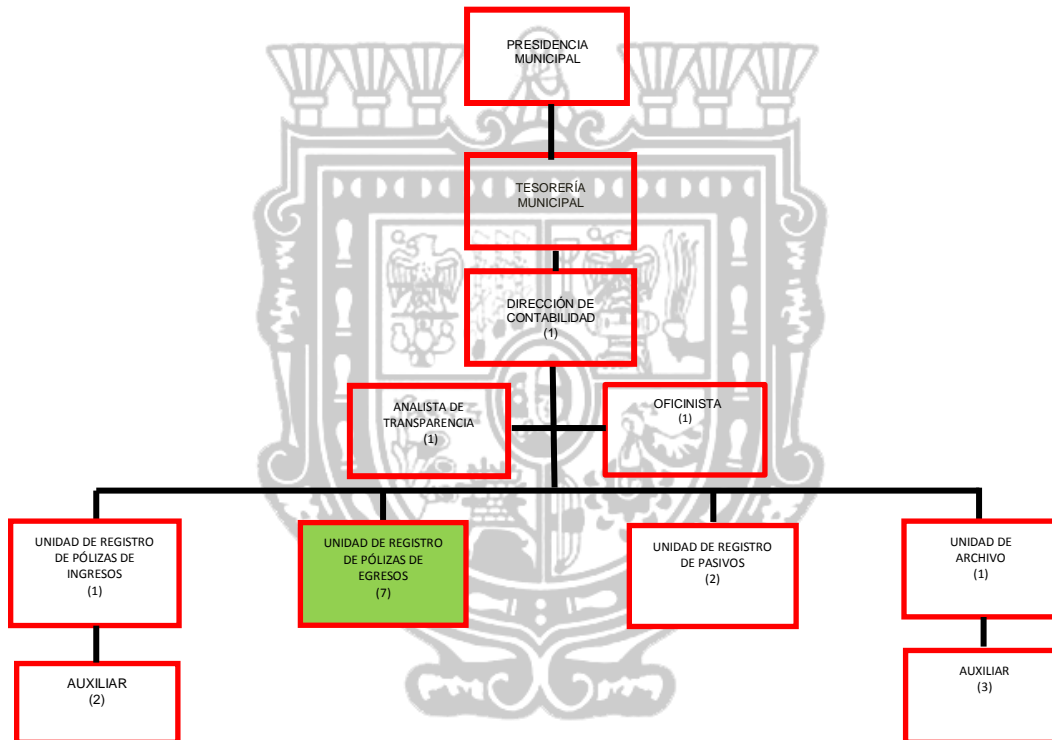 PRESIDENCIA
MUNICIPAL
TESORERÍA
MUNICIPAL
DIRECCIÓN DE
CONTABILIDAD
(1)
ANALISTA DE
TRANSPARENCIA
(1)
OFICINISTA
(1)
UNIDAD DE REGISTRO
DE PÓLIZAS DE
INGRESOS
(1)
UNIDAD DE REGISTRO
DE PÓLIZAS DE
EGRESOS
(7)
UNIDAD DE REGISTRO
DE PASIVOS
(2)
UNIDAD DE
ARCHIVO
(1)
AUXILIAR
(2)
AUXILIAR
(3)